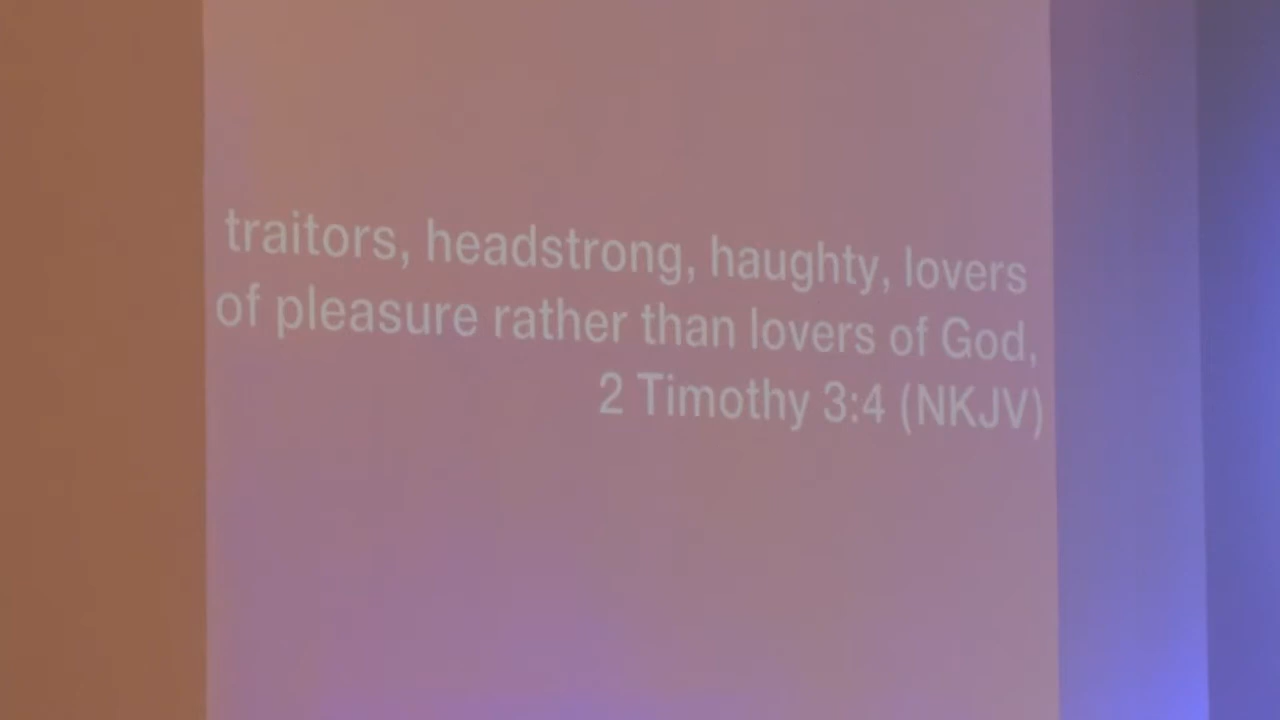 traitors, headstrong, haughty, lovers
of pleasure rather than lovers of God,
2 Timothy 3:4 (NKJV)